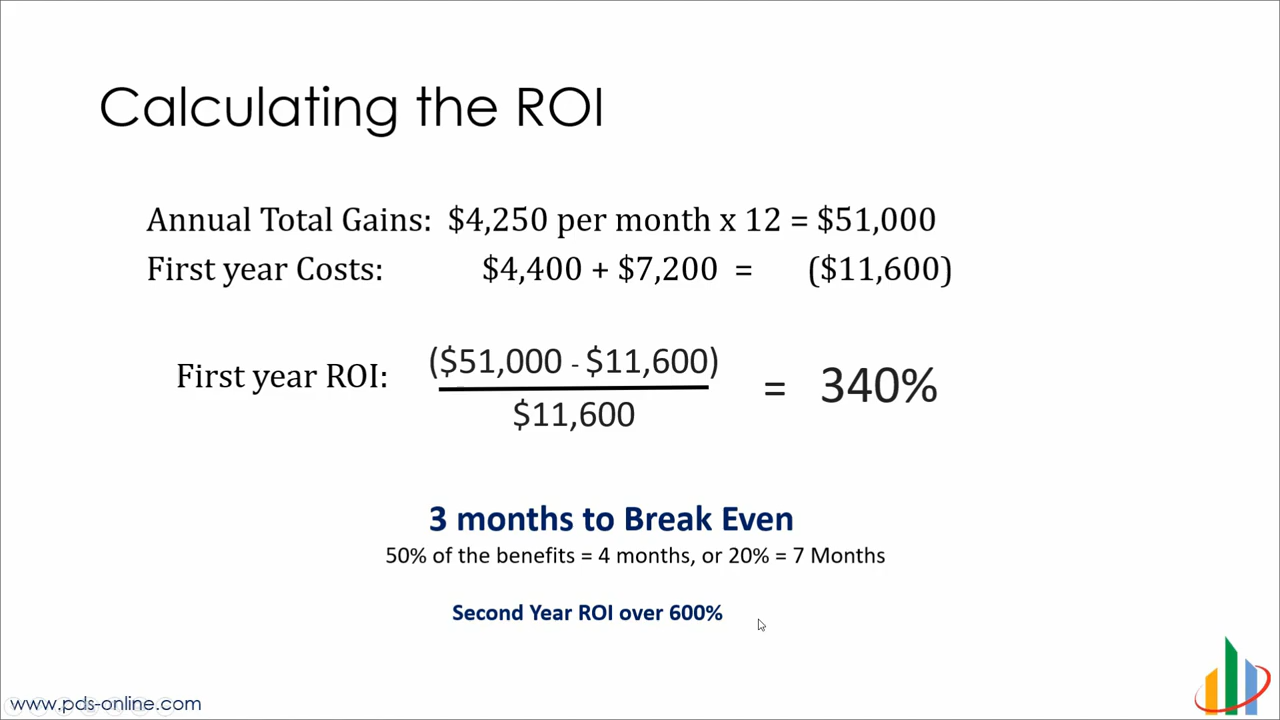 Calculating the ROI
Annual Total Gains: $4,250 per month x 12 = $51,000
First year Costs: $4,400 + $7,200 = ($11,600)
First year ROI: ($51,000 - $11,600)
$11,600
= 340%
3 months to Break Even
50% of the benefits = 4 months, or 20% = 7 Months
Second Year ROI over 600%
www.pds-online.com